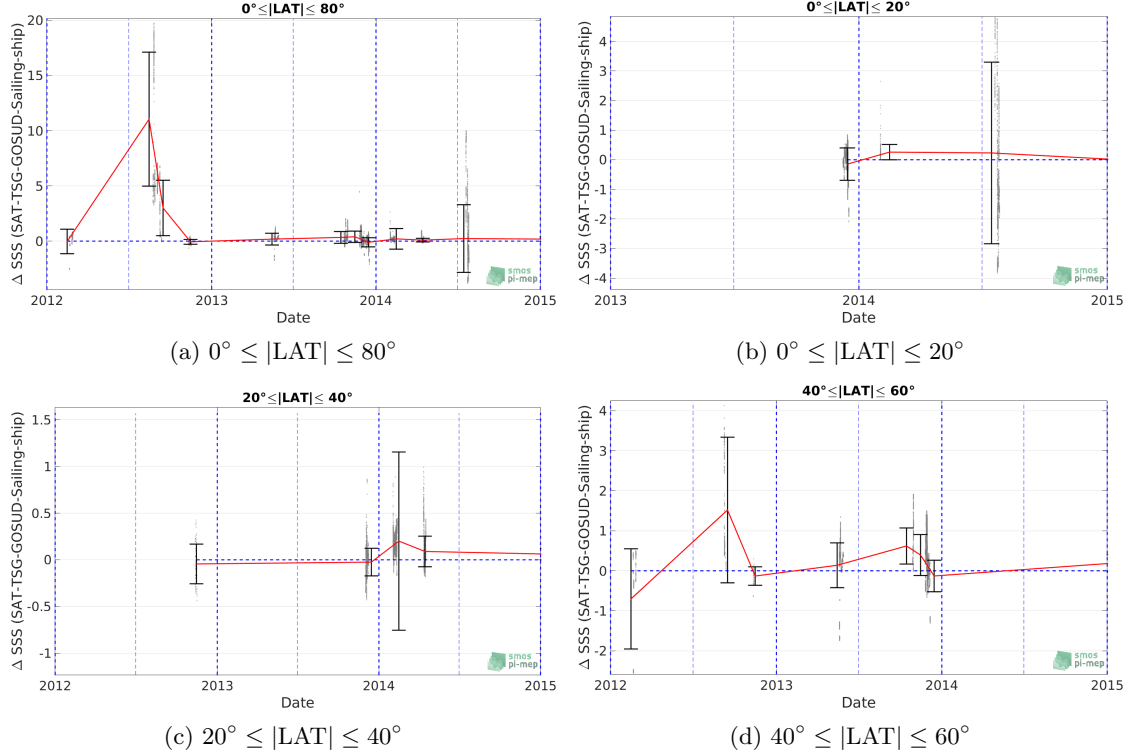 0°≤|LAT|≤ 80°
Δ SSS (SAT-TSG-GOSUD-Sailing-ship)
20
15
10
5
0
2012 2013 2014 2015
Date
smos
pi-mep
(a) 0° ≤ |LAT| ≤ 80°
0°≤|LAT|≤ 20°
Δ SSS (SAT-TSG-GOSUD-Sailing-ship)
4
3
2
1
0
-1
-2
-3
-4
2013 2014 2015
Date
smos
pi-mep
(b) 0° ≤ |LAT| ≤ 20°
20°≤|LAT|≤ 40°
Δ SSS (SAT-TSG-GOSUD-Sailing-ship)
1.5
1
0.5
0
-0.5
-1
2012 2013 2014 2015
Date
smos
pi-mep
(c) 20° ≤ |LAT| ≤ 40°
40°≤|LAT|≤ 60°
Δ SSS (SAT-TSG-GOSUD-Sailing-ship)
4
3
2
1
0
-1
-2
2012 2013 2014 2015
Date
smos
pi-mep
(d) 40° ≤ |LAT| ≤ 60°